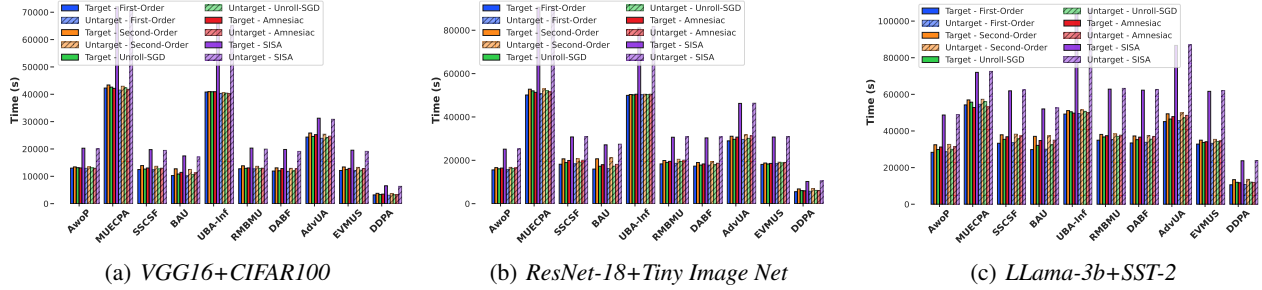 Time (s)
70000
60000
50000
40000
30000
20000
10000
0
Target - First-Order
Untarget - First-Order
Target - Second-Order
Untarget - Second-Order
Target - Unroll-SGD
Untarget - Unroll-SGD
Target - Amnesiac
Untarget - Amnesiac
Target - SISA
Untarget - SISA
AwoP
MUECPA
SSCSF
BAU
UBA-Inf
RMBMU
DABF
AdvUA
EVMUS
DDPA
(a) VGG16+CIFAR100
Time (s)
80000
60000
40000
20000
0
Target - First-Order
Untarget - First-Order
Target - Second-Order
Untarget - Second-Order
Target - Unroll-SGD
Untarget - Unroll-SGD
Target - Amnesiac
Untarget - Amnesiac
Target - SISA
Untarget - SISA
AwoP
MUECPA
SSCSF
BAU
UBA-Inf
RMBMU
DABF
AdvUA
EVMUS
DDPA
(b) ResNet-18+Tiny Image Net
Time (s)
100000
80000
60000
40000
20000
0
Target - First-Order
Untarget - First-Order
Target - Second-Order
Untarget - Second-Order
Target - Unroll-SGD
Untarget - Unroll-SGD
Target - Amnesiac
Untarget - Amnesiac
Target - SISA
Untarget - SISA
AwoP
MUECPA
SSCSF
BAU
UBA-Inf
RMBMU
DABF
AdvUA
EVMUS
DDPA
(c) LLama-3b+SST-2